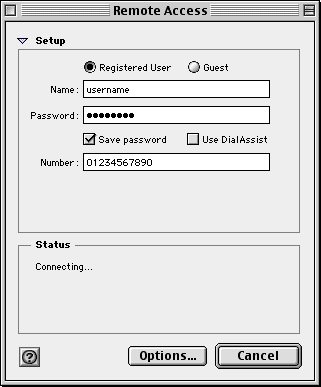 Remote Access
Setup
Registered User Guest
Name: username
Password: ••••••••
Save password Use DialAssist
Number: 01234567890
Status
Connecting...
? Options... Cancel